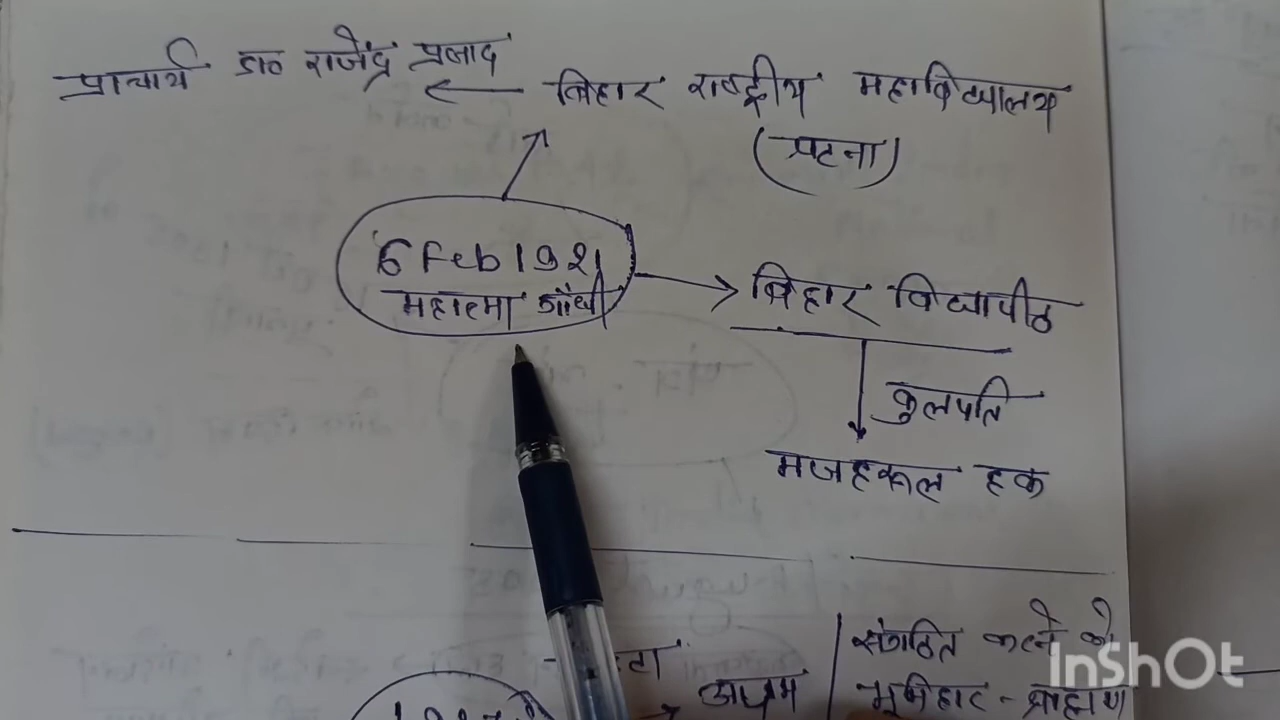 प्राचार्य डा० राजेंद्र प्रसाद ← बिहार राष्ट्रीय महाविद्यालय
(पटना)
6 Feb 1921
महात्मा गाँधी
→ बिहार विद्यापीठ
कुलपति
मजहरूल हक
संगठित करने को
भूमिहार - ब्राह्मण
InShOt